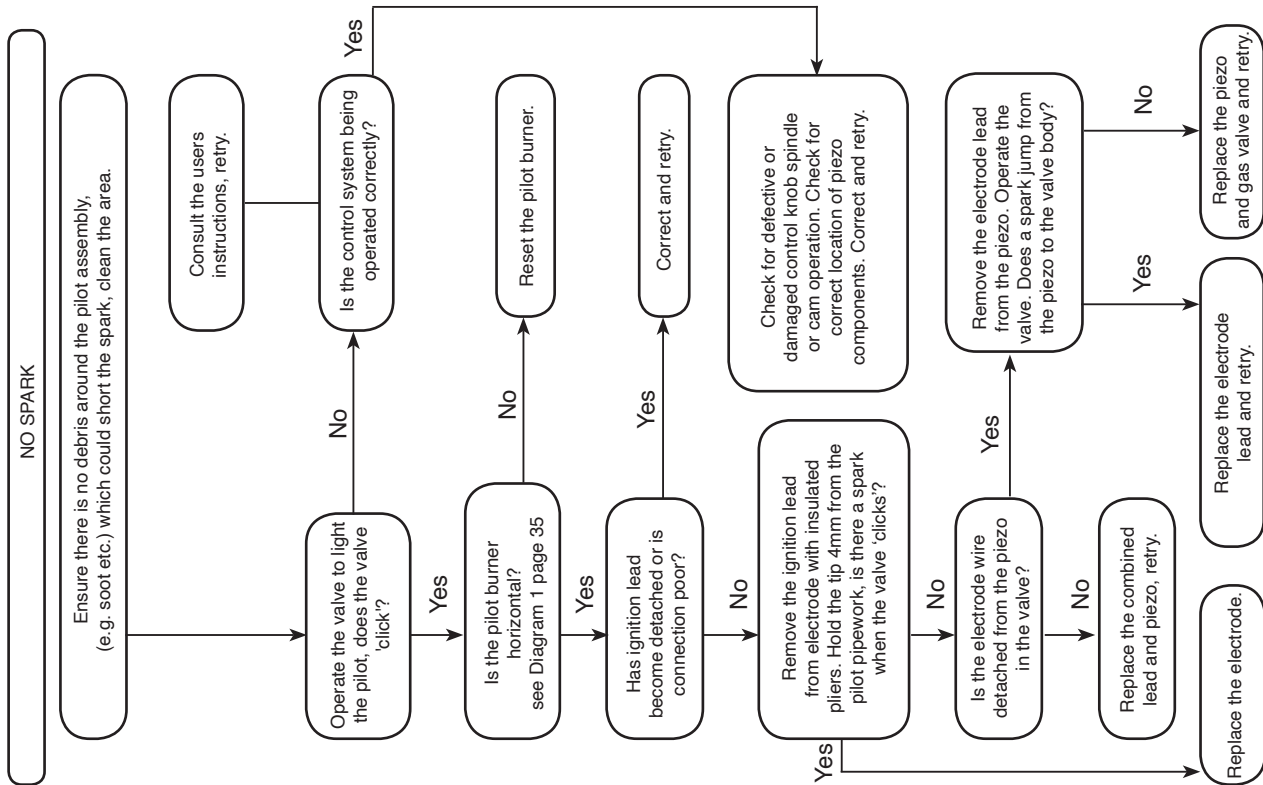 NO SPARK
Ensure there is no debris around the pilot assembly,
(e.g. soot etc.) which could short the spark, clean the area.
Operate the valve to light
the pilot, does the valve
'click'?
No
Is the control system being
operated correctly?
Consult the users
instructions, retry.
Yes
Yes
Is the pilot burner
horizontal?
see Diagram 1 page 35
No
Reset the pilot burner.
Yes
Has ignition lead
become detached or is
connection poor?
Yes
Correct and retry.
No
Remove the ignition lead
from electrode with insulated
pliers. Hold the tip 4mm from the
pilot pipework, is there a spark
when the valve ‘clicks’?
Check for defective or
damaged control knob spindle
or cam operation. Check for
correct location of piezo
components. Correct and retry.
Yes
No
Is the electrode wire
detached from the piezo
in the valve?
Yes
Remove the electrode lead
from the piezo. Operate the
valve. Does a spark jump from
the piezo to the valve body?
No
Replace the combined
lead and piezo, retry.
Yes
No
Replace the electrode.
Replace the electrode
lead and retry.
Replace the piezo
and gas valve and retry.